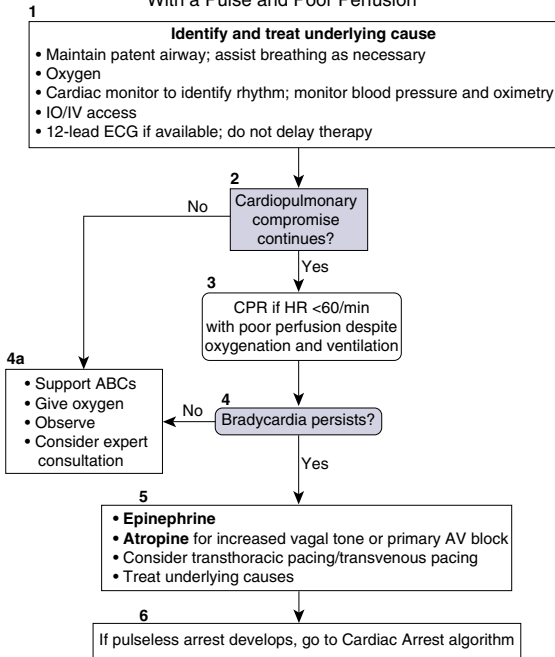 With a Pulse and Poor Perfusion
1
Identify and treat underlying cause
• Maintain patent airway; assist breathing as necessary
• Oxygen
• Cardiac monitor to identify rhythm; monitor blood pressure and oximetry
• IO/IV access
• 12-lead ECG if available; do not delay therapy
2
Cardiopulmonary
compromise
continues?
No
Yes
3
CPR if HR <60/min
with poor perfusion despite
oxygenation and ventilation
4a
• Support ABCs
• Give oxygen
• Observe
• Consider expert
consultation
No
4
Bradycardia persists?
Yes
5
• Epinephrine
• Atropine for increased vagal tone or primary AV block
• Consider transthoracic pacing/transvenous pacing
• Treat underlying causes
6
If pulseless arrest develops, go to Cardiac Arrest algorithm